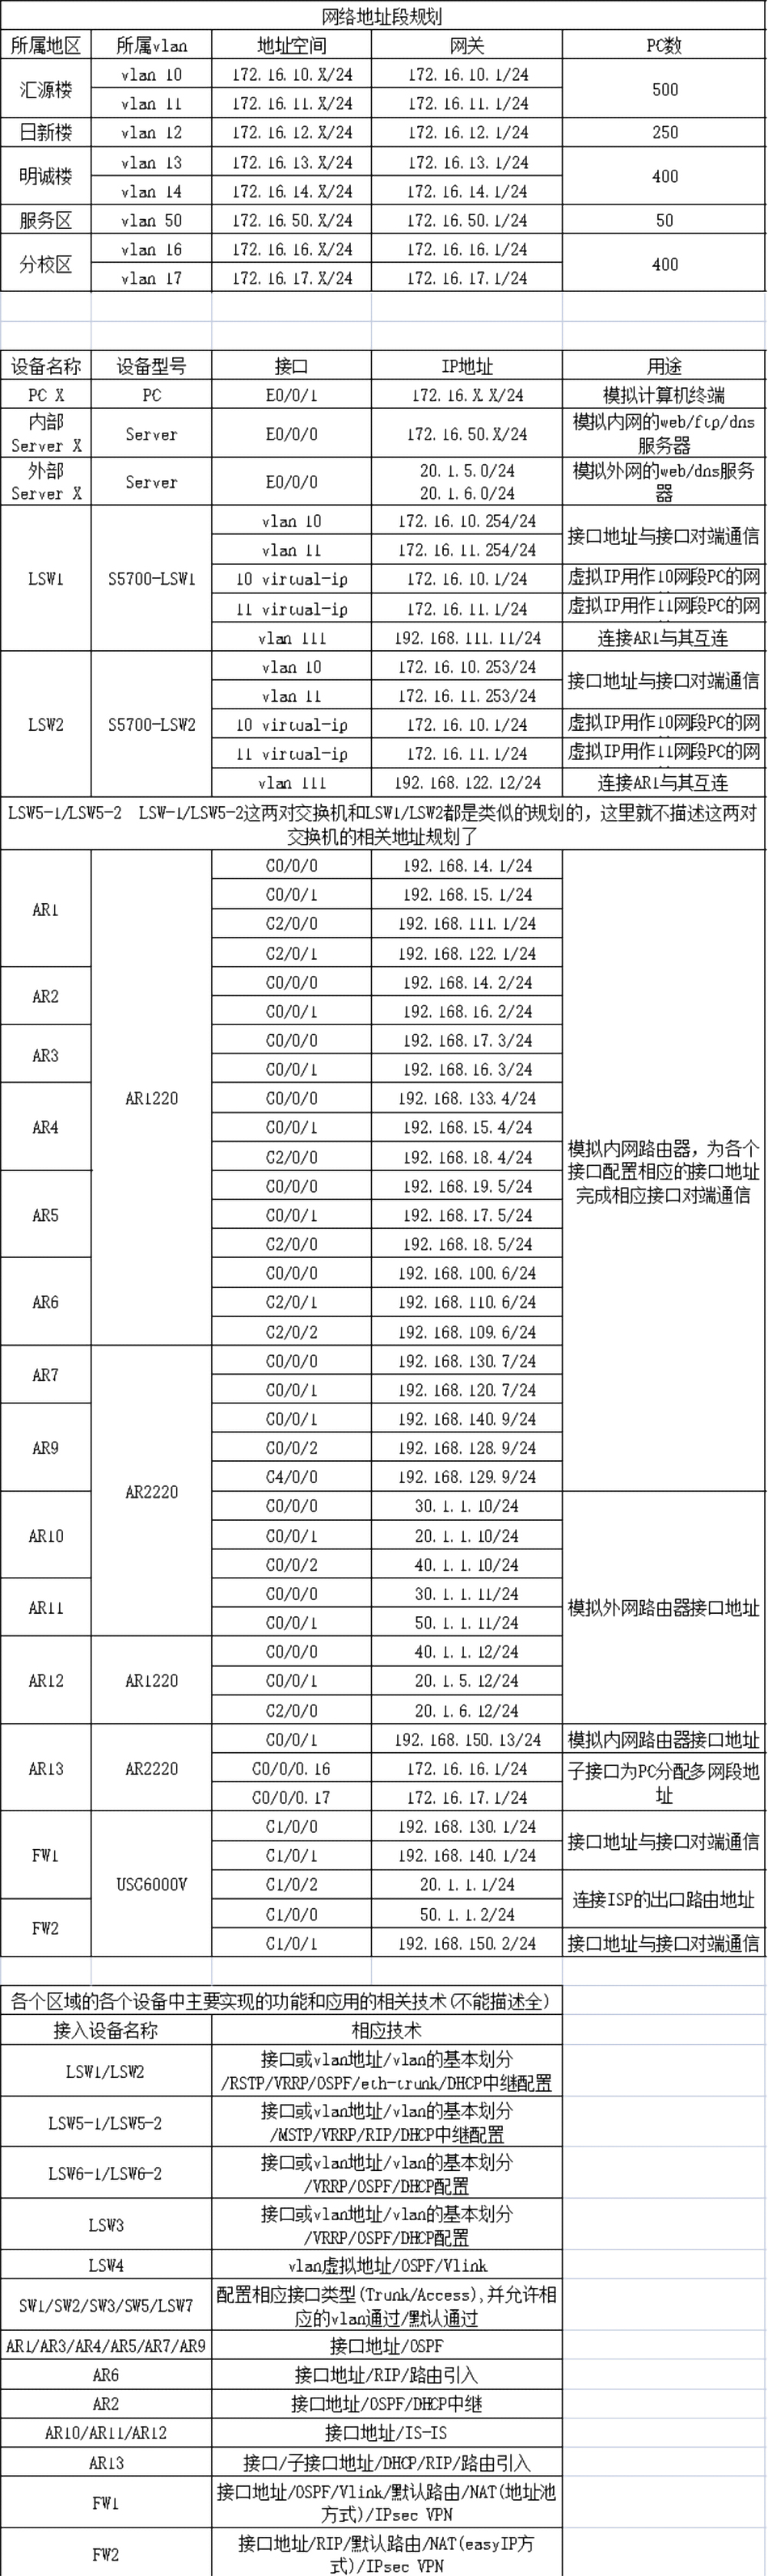 网络地址段规划
所属地区 所属vlan 地址空间 网关 PC数
汇源楼 vlan 10 172.16.10.X/24 172.16.10.1/24 500
vlan 11 172.16.11.X/24 172.16.11.1/24
日新楼 vlan 12 172.16.12.X/24 172.16.12.1/24 250
明诚楼 vlan 13 172.16.13.X/24 172.16.13.1/24 400
vlan 14 172.16.14.X/24 172.16.14.1/24
服务区 vlan 50 172.16.50.X/24 172.16.50.1/24 50
分校区 vlan 16 172.16.16.X/24 172.16.16.1/24 400
vlan 17 172.16.17.X/24 172.16.17.1/24
设备名称 设备型号 接口 IP地址 用途
PC X PC E0/0/1 172.16.X.X/24 模拟计算机终端
内部
Server X Server E0/0/0 172.16.50.X/24 模拟内网的web/ftp/dns
服务器
外部
Server X Server E0/0/0 20.1.5.0/24
20.1.6.0/24 模拟外网的web/dns服务
器
LSW1 S5700-LSW1 vlan 10 172.16.10.254/24 接口地址与接口对端通信
vlan 11 172.16.11.254/24
10 virtual-ip 172.16.10.1/24 虚拟IP用作10网段PC的网
11 virtual-ip 172.16.11.1/24 虚拟IP用作11网段PC的网
vlan 111 192.168.111.11/24 连接AR1与其互连
LSW2 S5700-LSW2 vlan 10 172.16.10.253/24 接口地址与接口对端通信
vlan 11 172.16.11.253/24
10 virtual-ip 172.16.10.1/24 虚拟IP用作10网段PC的网
11 virtual-ip 172.16.11.1/24 虚拟IP用作11网段PC的网
vlan 111 192.168.122.12/24 连接AR1与其互连
LSW5-1/LSW5-2 LSW-1/LSW5-2这两对交换机和LSW1/LSW2都是类似的规划的，这里就不描述这两对
交换机的相关地址规划了
AR1 AR1220 G0/0/0 192.168.14.1/24 模拟内网路由器，为各个
接口配置相应的接口地址
完成相应接口对端通信
G0/0/1 192.168.15.1/24
G2/0/0 192.168.111.1/24
G2/0/1 192.168.122.1/24
AR2 G0/0/0 192.168.14.2/24
G0/0/1 192.168.16.2/24
AR3 G0/0/0 192.168.17.3/24
G0/0/1 192.168.16.3/24
AR4 G0/0/0 192.168.133.4/24
G0/0/1 192.168.15.4/24
G2/0/0 192.168.18.4/24
AR5 G0/0/0 192.168.19.5/24
G0/0/1 192.168.17.5/24
G2/0/0 192.168.18.5/24
AR6 G0/0/0 192.168.100.6/24
G2/0/1 192.168.110.6/24
G2/0/2 192.168.109.6/24
AR7 AR2220 G0/0/0 192.168.130.7/24
G0/0/1 192.168.120.7/24
AR9 G0/0/1 192.168.140.9/24
G0/0/2 192.168.128.9/24
G4/0/0 192.168.129.9/24
AR10 G0/0/0 30.1.1.10/24 模拟外网路由器接口地址
G0/0/1 20.1.1.10/24
G0/0/2 40.1.1.10/24
AR11 G0/0/0 30.1.1.11/24
G0/0/1 50.1.1.11/24
AR12 AR1220 G0/0/0 40.1.1.12/24
G0/0/1 20.1.5.12/24
G2/0/0 20.1.6.12/24
AR13 AR2220 G0/0/1 192.168.150.13/24 模拟内网路由器接口地址
G0/0/0.16 172.16.16.1/24 子接口为PC分配多网段地
址
G0/0/0.17 172.16.17.1/24
FW1 USG6000V G1/0/0 192.168.130.1/24 接口地址与接口对端通信
G1/0/1 192.168.140.1/24
G1/0/2 20.1.1.1/24 连接ISP的出口路由地址
FW2 G1/0/0 50.1.1.2/24
G1/0/1 192.168.150.2/24 接口地址与接口对端通信
各个区域的各个设备中主要实现的功能和应用的相关技术(不能描述全)
接入设备名称 相应技术
LSW1/LSW2 接口或vlan地址/vlan的基本划分
/RSTP/VRRP/OSPF/eth-trunk/DHCP中继配置
LSW5-1/LSW5-2 接口或vlan地址/vlan的基本划分
/MSTP/VRRP/RIP/DHCP中继配置
LSW6-1/LSW6-2 接口或vlan地址/vlan的基本划分
/VRRP/OSPF/DHCP配置
LSW3 接口或vlan地址/vlan的基本划分
/VRRP/OSPF/DHCP配置
LSW4 vlan虚拟地址/OSPF/Vlink
SW1/SW2/SW3/SW5/LSW7 配置相应接口类型(Trunk/Access),并允许相
应的vlan通过/默认通过
AR1/AR3/AR4/AR5/AR7/AR9 接口地址/OSPF
AR6 接口地址/RIP/路由引入
AR2 接口地址/OSPF/DHCP中继
AR10/AR11/AR12 接口地址/IS-IS
AR13 接口/子接口地址/DHCP/RIP/路由引入
FW1 接口地址/OSPF/Vlink/默认路由/NAT(地址池
方式)/IPsec VPN
FW2 接口地址/RIP/默认路由/NAT(easyIP方
式)/IPsec VPN